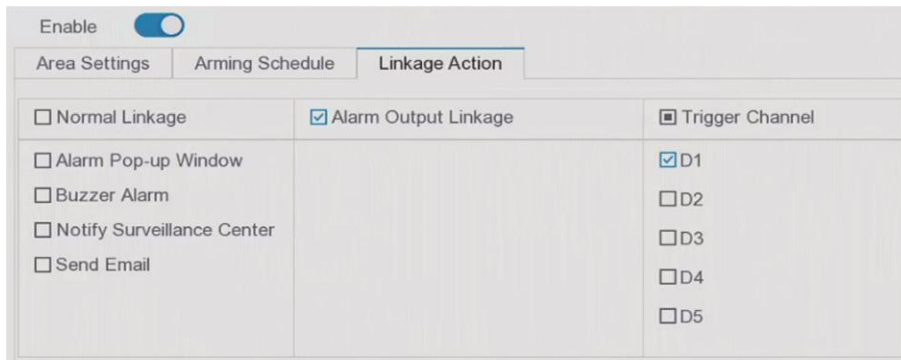 Enable
Area Settings Arming Schedule Linkage Action
Normal Linkage Alarm Output Linkage Trigger Channel
Alarm Pop-up Window D1
Buzzer Alarm D2
Notify Surveillance Center D3
Send Email D4
D5